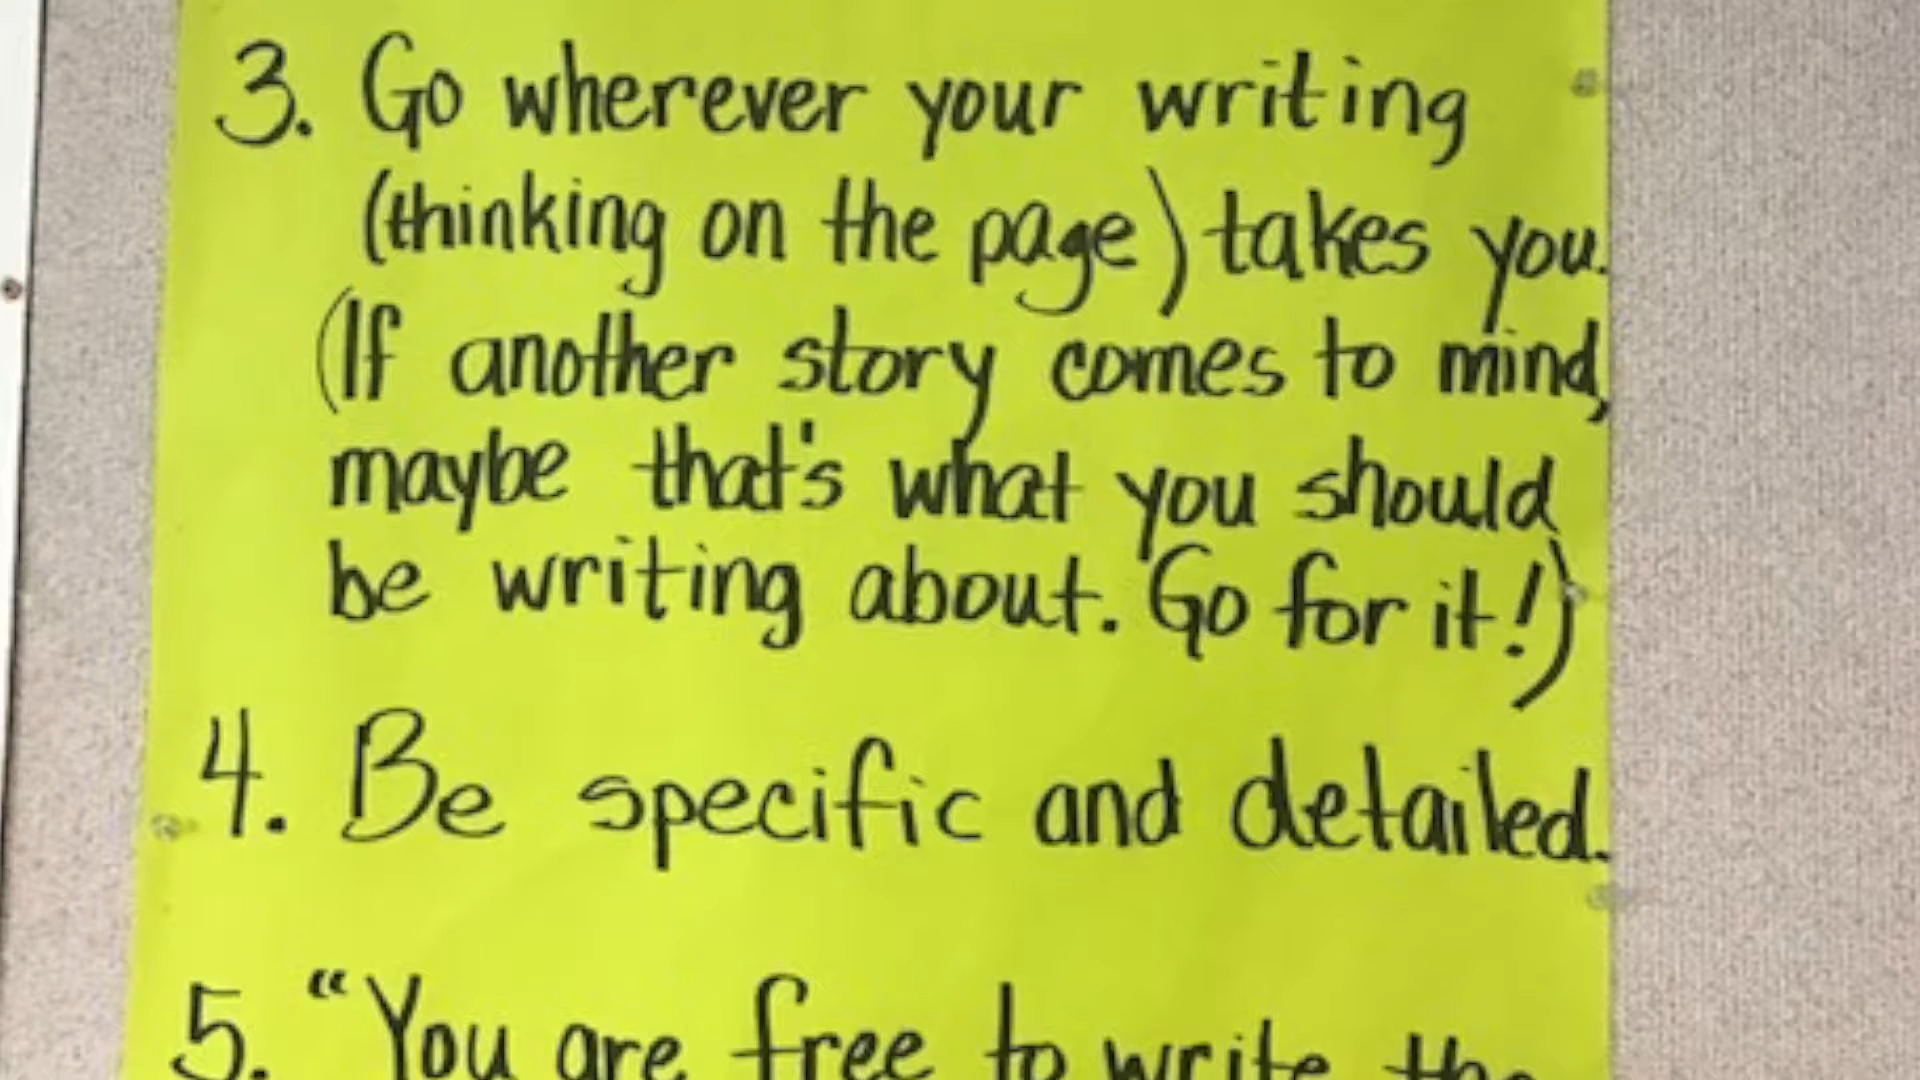 3. Go wherever your writing
(thinking on the page) takes you.
(If another story comes to mind,
maybe that's what you should
be writing about. Go for it!)
4. Be specific and detailed.
5. "You are free to write the